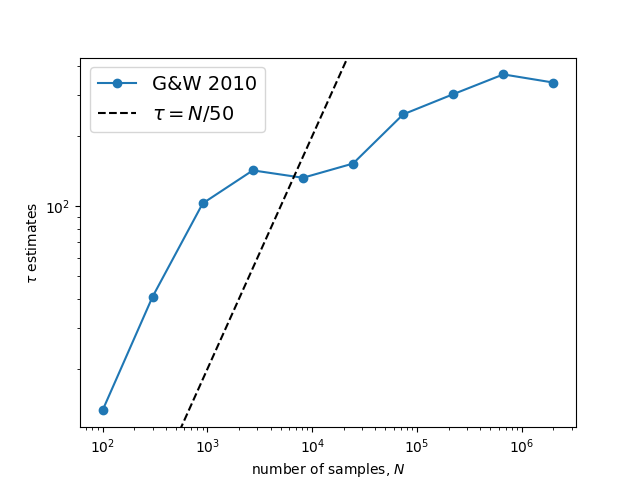 G&W 2010
τ = N/50
10²
τ estimates
10² 10³ 10⁴ 10⁵ 10⁶
number of samples, N